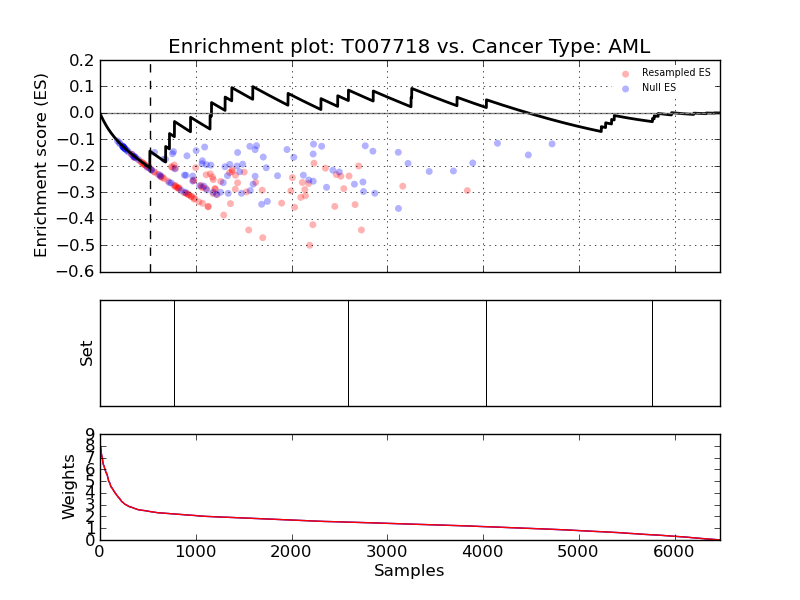 Enrichment plot: T007718 vs. Cancer Type: AML
Enrichment score (ES)
0.2
0.1
0.0
−0.1
−0.2
−0.3
−0.4
−0.5
−0.6
Resampled ES
Null ES
Set
Weights
9
8
7
6
5
4
3
2
1
0
0 1000 2000 3000 4000 5000 6000
Samples